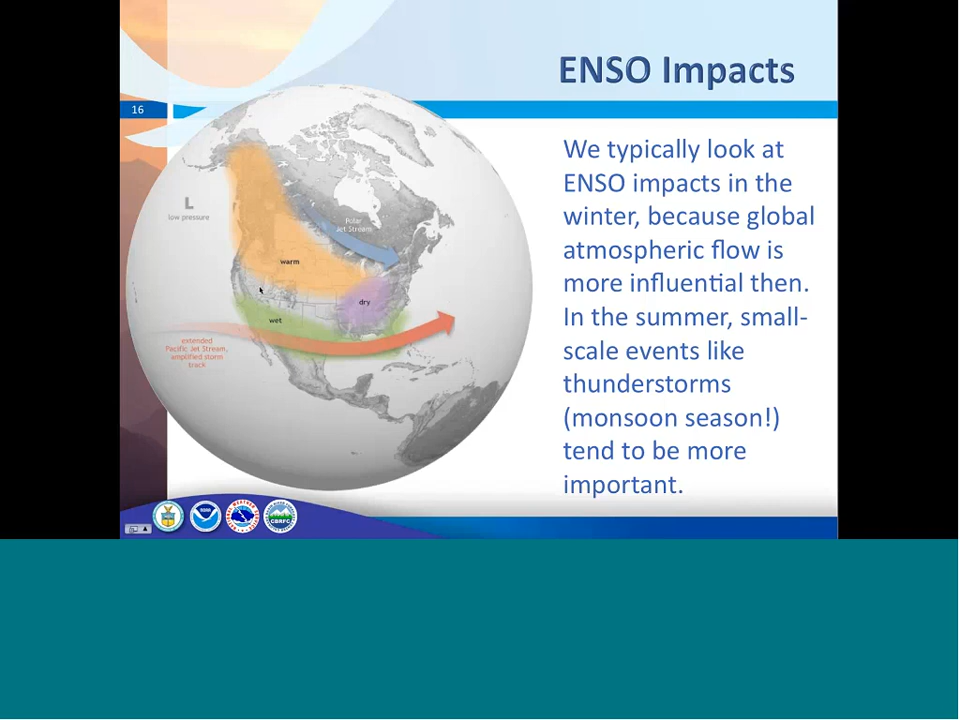 ENSO Impacts
16
We typically look at
ENSO impacts in the
winter, because global
atmospheric flow is
more influential then.
In the summer, small-
scale events like
thunderstorms
(monsoon season!)
tend to be more
important.
L
low pressure
Polar
Jet Stream
warm
dry
wet
extended
Pacific Jet Stream,
amplified storm
track
NOAA
CBRFC